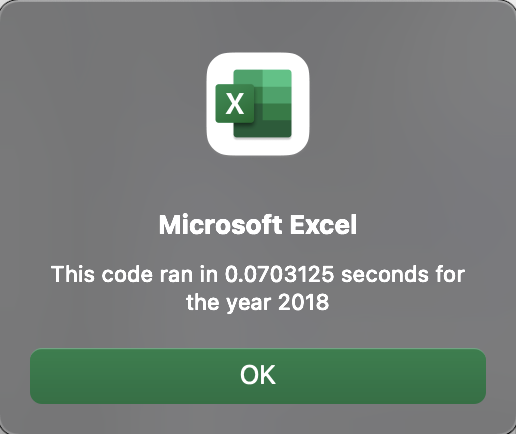 X
Microsoft Excel
This code ran in 0.0703125 seconds for
the year 2018
OK